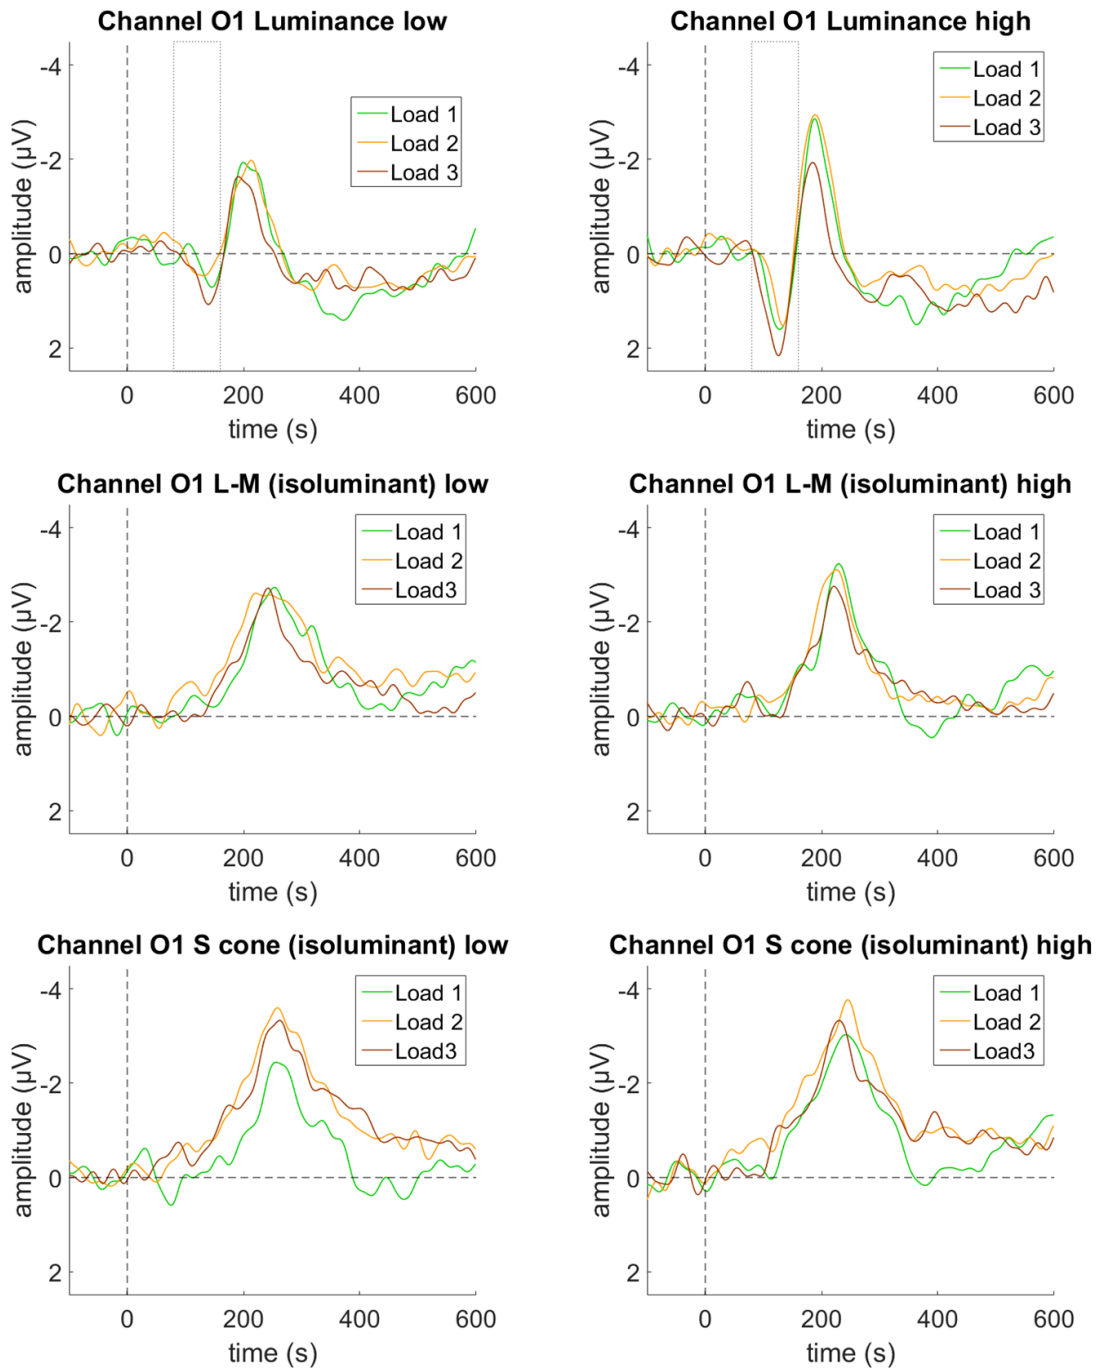 Channel O1 Luminance low
-4
-2
0
2
amplitude (µV)
Load 1
Load 2
Load 3
0
200
400
600
time (s)
Channel O1 Luminance high
-4
-2
0
2
amplitude (µV)
Load 1
Load 2
Load 3
0
200
400
600
time (s)
Channel O1 L-M (isoluminant) low
-4
-2
0
2
amplitude (µV)
Load 1
Load 2
Load3
0
200
400
600
time (s)
Channel O1 L-M (isoluminant) high
-4
-2
0
2
amplitude (µV)
Load 1
Load 2
Load 3
0
200
400
600
time (s)
Channel O1 S cone (isoluminant) low
-4
-2
0
2
amplitude (µV)
Load 1
Load 2
Load3
0
200
400
600
time (s)
Channel O1 S cone (isoluminant) high
-4
-2
0
2
amplitude (µV)
Load 1
Load 2
Load3
0
200
400
600
time (s)